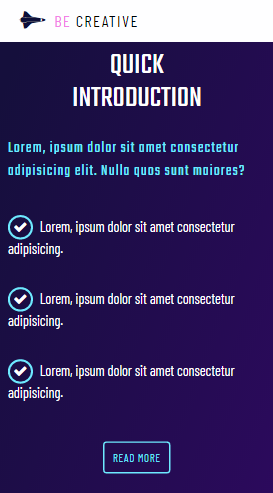 BE CREATIVE
QUICK
INTRODUCTION
Lorem, ipsum dolor sit amet consectetur
adipisicing elit. Nulla quos sunt maiores?
Lorem, ipsum dolor sit amet consectetur
adipisicing.
Lorem, ipsum dolor sit amet consectetur
adipisicing.
Lorem, ipsum dolor sit amet consectetur
adipisicing.
READ MORE